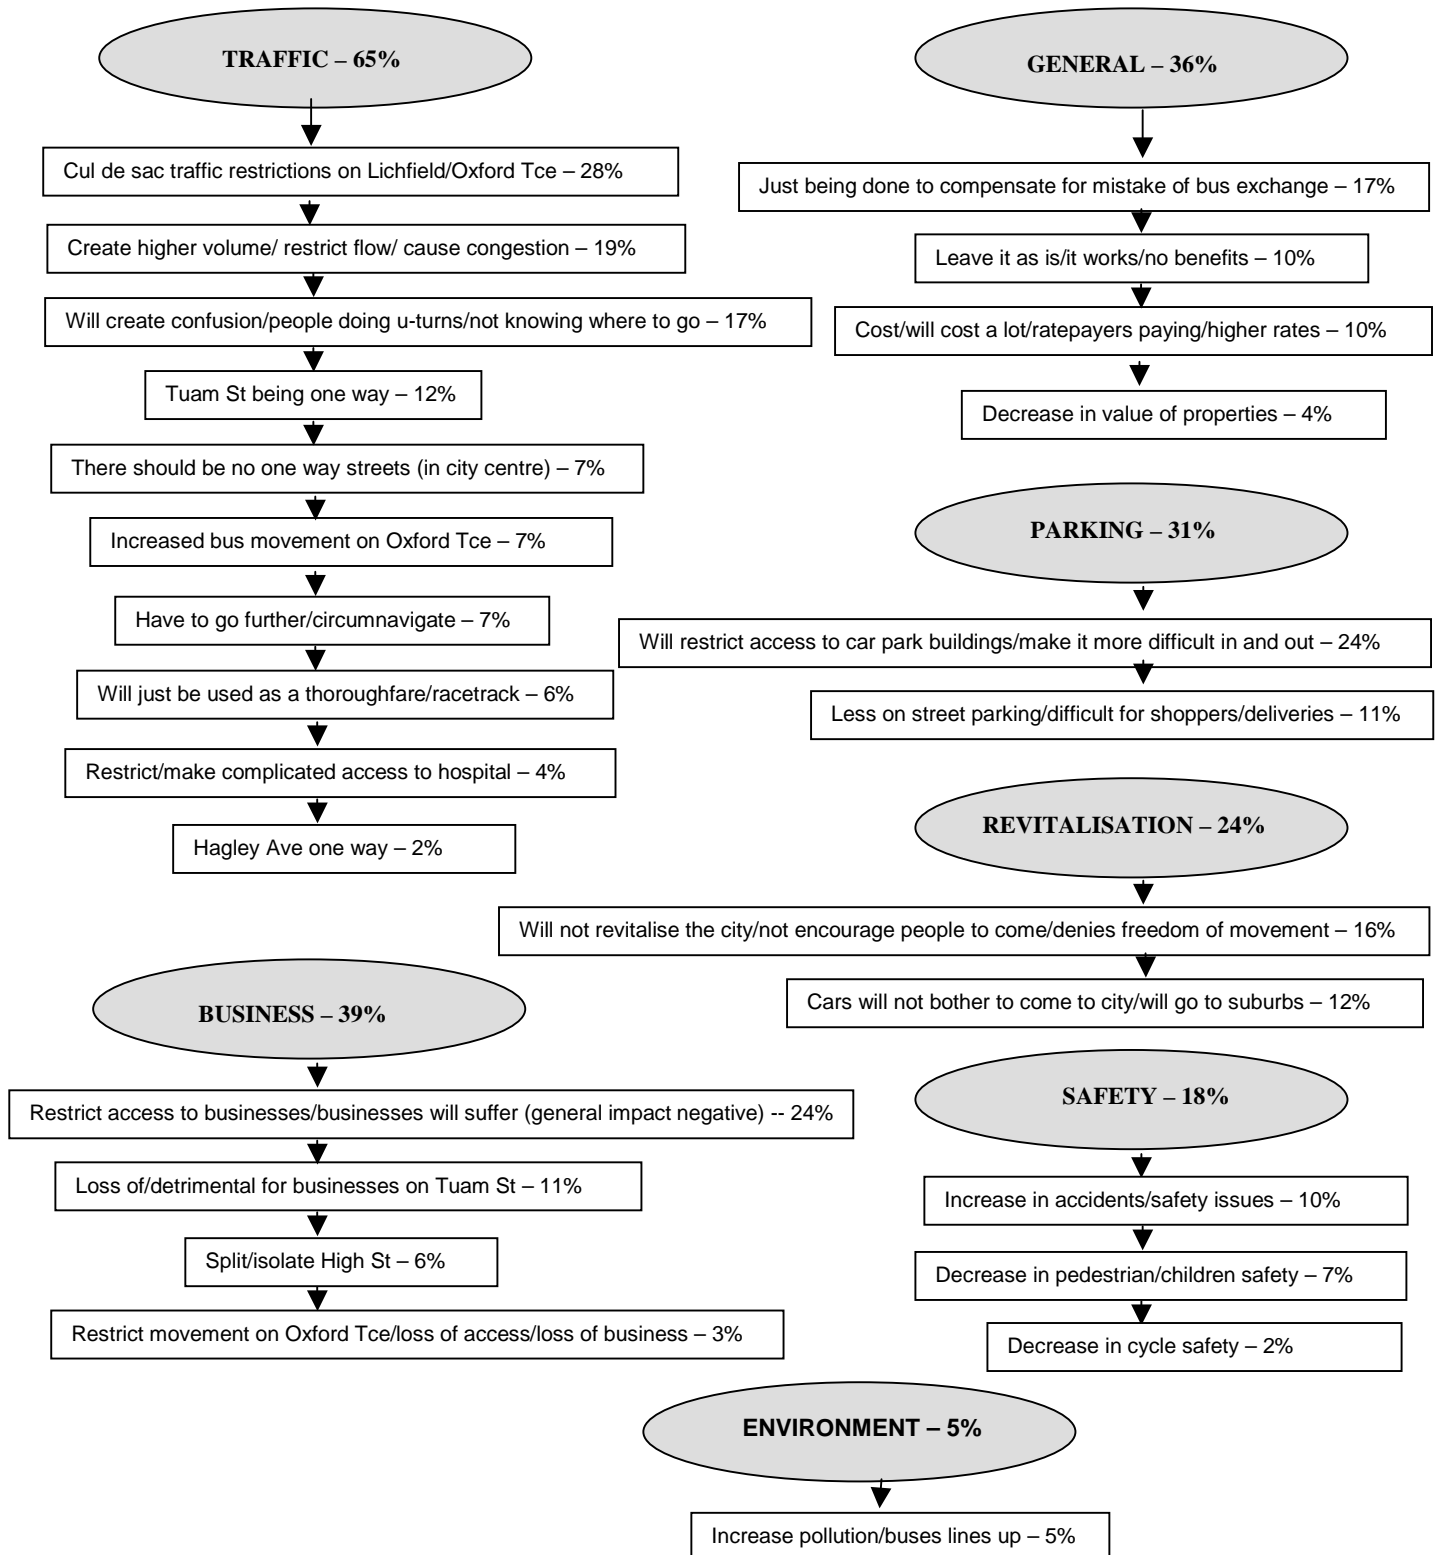 TRAFFIC – 65%
Cul de sac traffic restrictions on Lichfield/Oxford Tce – 28%
Create higher volume/ restrict flow/ cause congestion – 19%
Will create confusion/people doing u-turns/not knowing where to go – 17%
Tuam St being one way – 12%
There should be no one way streets (in city centre) – 7%
Increased bus movement on Oxford Tce – 7%
Have to go further/circumnavigate – 7%
Will just be used as a thoroughfare/racetrack – 6%
Restrict/make complicated access to hospital – 4%
Hagley Ave one way – 2%
BUSINESS – 39%
Restrict access to businesses/businesses will suffer (general impact negative) -- 24%
Loss of/detrimental for businesses on Tuam St – 11%
Split/isolate High St – 6%
Restrict movement on Oxford Tce/loss of access/loss of business – 3%
GENERAL – 36%
Just being done to compensate for mistake of bus exchange – 17%
Leave it as is/it works/no benefits – 10%
Cost/will cost a lot/ratepayers paying/higher rates – 10%
Decrease in value of properties – 4%
PARKING – 31%
Will restrict access to car park buildings/make it more difficult in and out – 24%
Less on street parking/difficult for shoppers/deliveries – 11%
REVITALISATION – 24%
Will not revitalise the city/not encourage people to come/denies freedom of movement – 16%
Cars will not bother to come to city/will go to suburbs – 12%
SAFETY – 18%
Increase in accidents/safety issues – 10%
Decrease in pedestrian/children safety – 7%
Decrease in cycle safety – 2%
ENVIRONMENT – 5%
Increase pollution/buses lines up – 5%